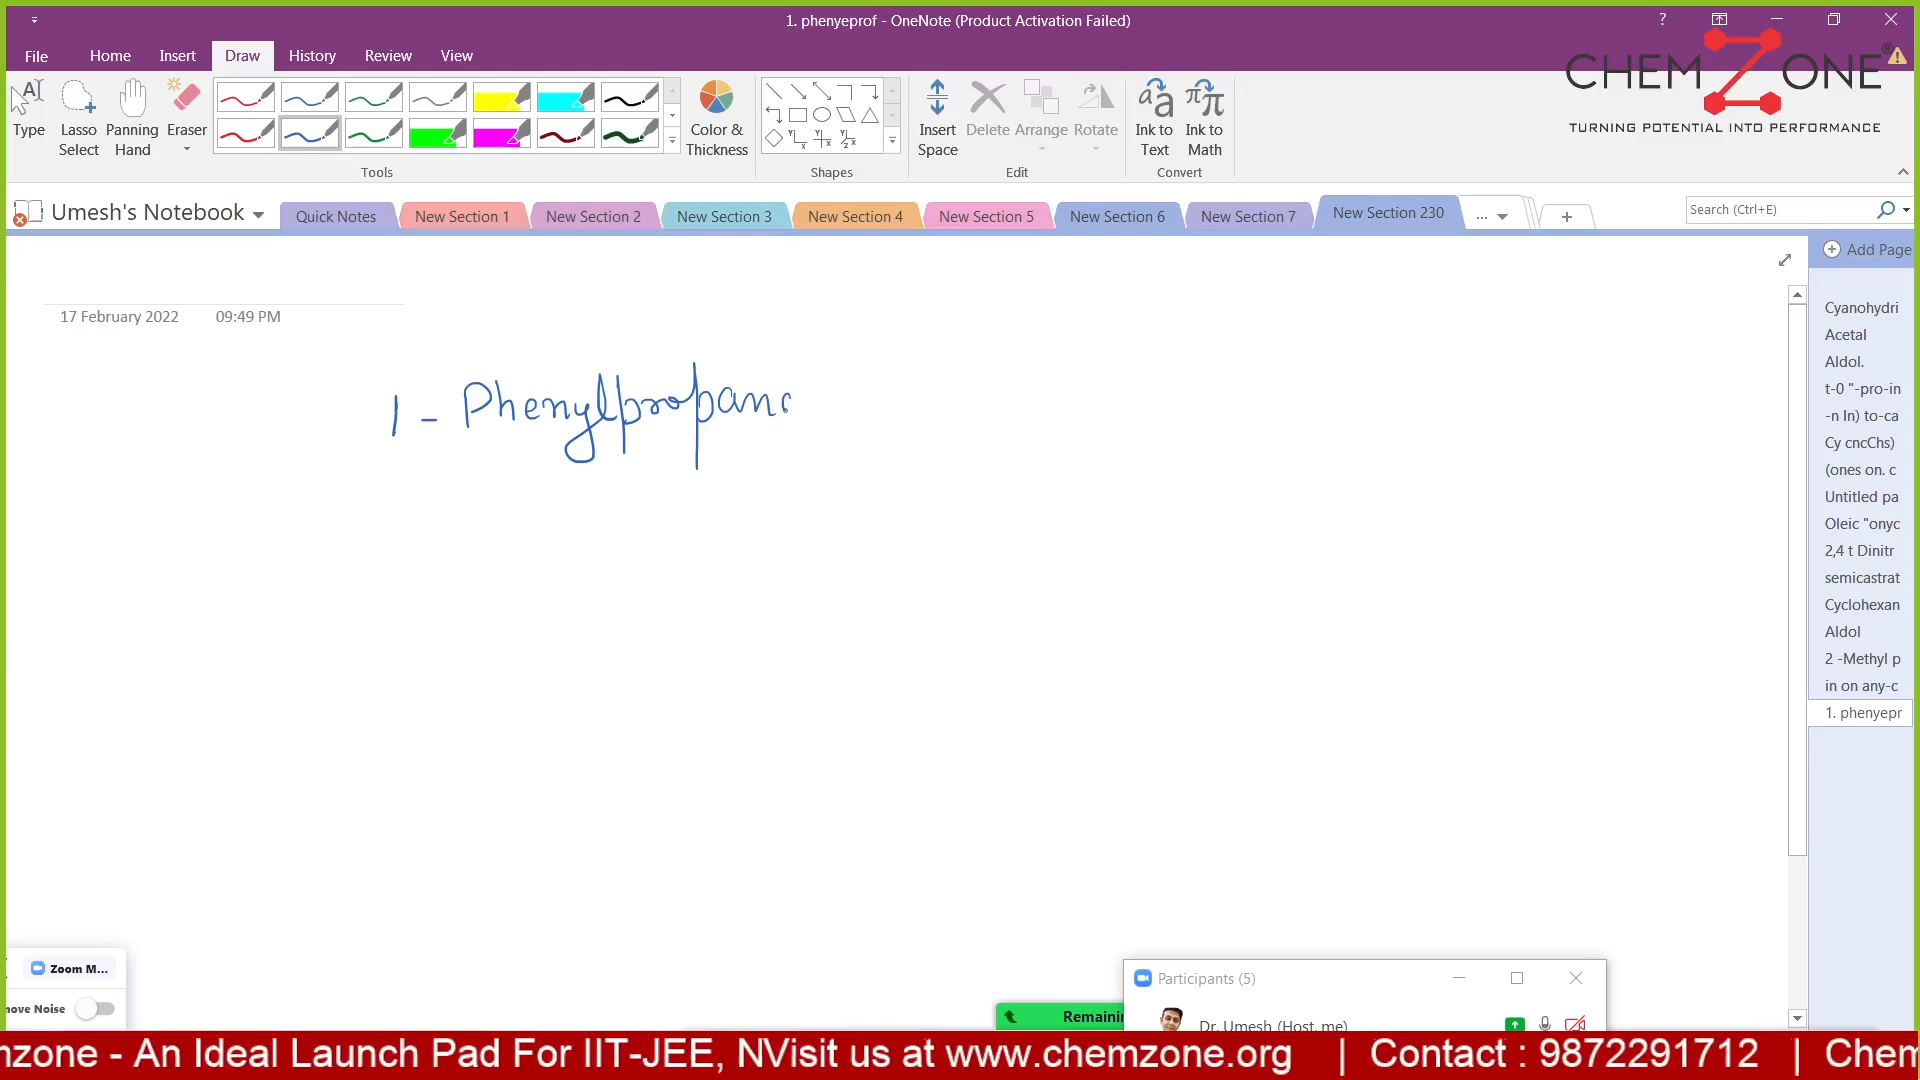 1. phenyeprof - OneNote (Product Activation Failed)
?
File Home Insert Draw History Review View
CHEMZONE®
TURNING POTENTIAL INTO PERFORMANCE
Type Lasso Select Panning Hand Eraser Color & Thickness Insert Space Delete Arrange Rotate Ink to Text Ink to Math
Tools Shapes Edit Convert
Umesh's Notebook Quick Notes New Section 1 New Section 2 New Section 3 New Section 4 New Section 5 New Section 6 New Section 7 New Section 230 ... + Search (Ctrl+E)
Add Page
17 February 2022 09:49 PM
1 - Phenylpropan
Cyanohydri
Acetal
Aldol.
t-0 "-pro-in
-n In) to-ca
Cy cncChs)
(ones on. c
Untitled pa
Oleic "onyc
2,4 t Dinitr
semicastrat
Cyclohexan
Aldol
2 -Methyl p
in on any-c
1. phenyepr
Zoom M...
move Noise
Participants (5)
Remainin
Dr. Umesh (Host, me)
mzone - An Ideal Launch Pad For IIT-JEE, NVisit us at www.chemzone.org | Contact : 9872291712 | Chem